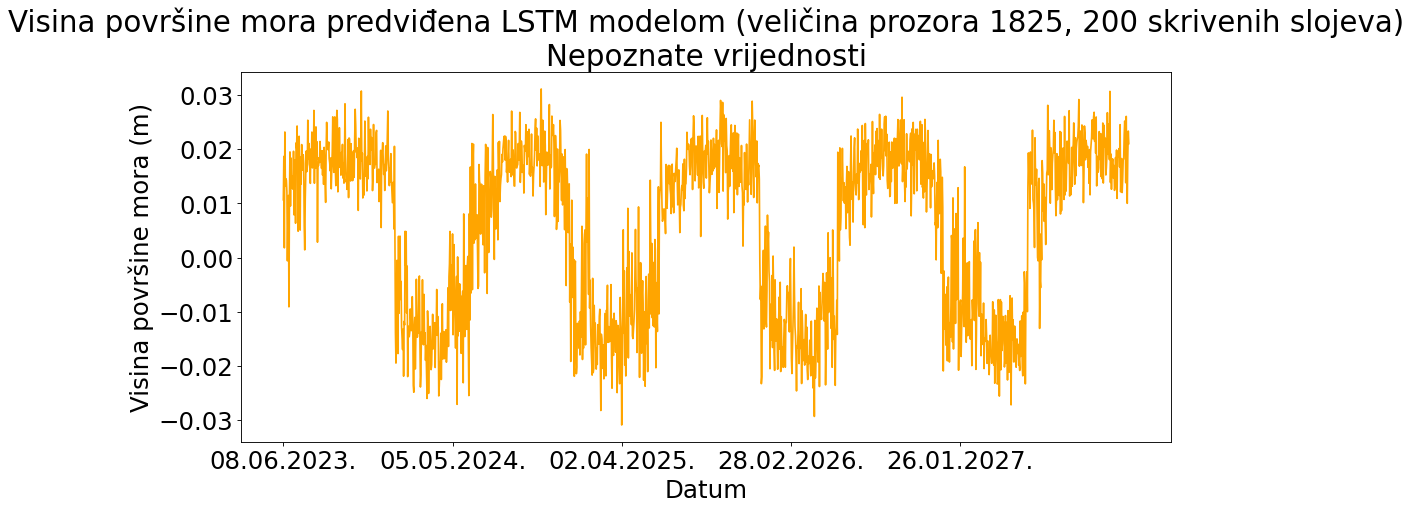 Visina površine mora predviđena LSTM modelom (veličina prozora 1825, 200 skrivenih slojeva)
Nepoznate vrijednosti
Visina površine mora (m)
0.03
0.02
0.01
0.00
−0.01
−0.02
−0.03
08.06.2023. 05.05.2024. 02.04.2025. 28.02.2026. 26.01.2027.
Datum